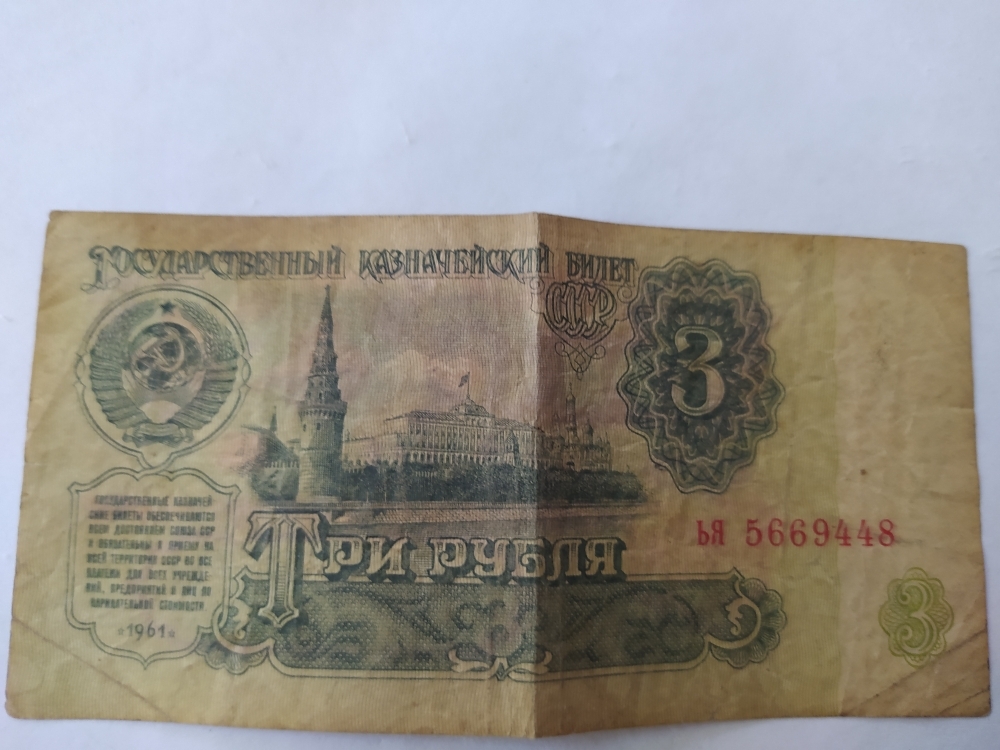 ГОСУДАРСТВЕННЫЙ КАЗНАЧЕЙСКИЙ БИЛЕТ
СССР
3
ГОСУДАРСТВЕННЫЕ КАЗНАЧЕЙ-
СКИЕ БИЛЕТЫ ОБЕСПЕЧИВАЮТСЯ
ВСЕМ ДОСТОЯНИЕМ СОЮЗА ССР
И ОБЯЗАТЕЛЬНЫ К ПРИЕМУ НА
ВСЕЙ ТЕРРИТОРИИ СССР ВО ВСЕ
ПЛАТЕЖИ ДЛЯ ВСЕХ УЧРЕЖДЕ-
НИЙ, ПРЕДПРИЯТИЙ И ЛИЦ ПО
НАРИЦАТЕЛЬНОЙ СТОИМОСТИ
1961
ТРИ РУБЛЯ
ЬЯ 5669448
3